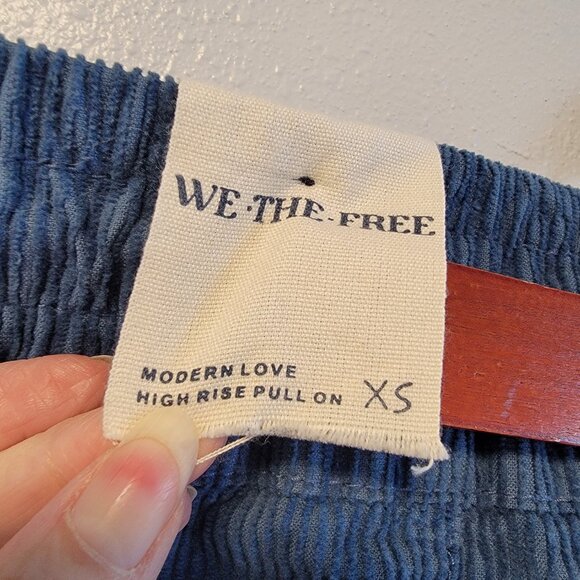 WE·THE·FREE
MODERN LOVE
HIGH RISE PULL ON XS